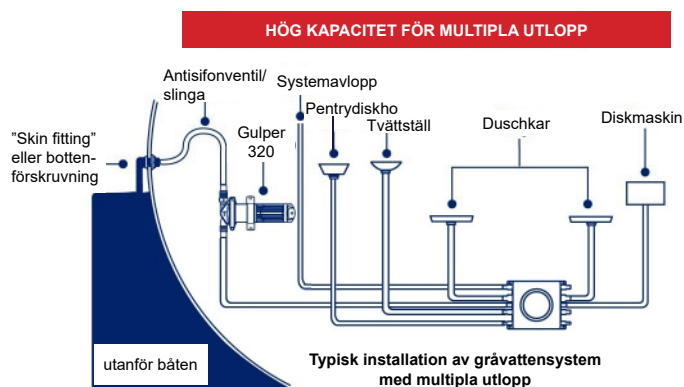 HÖG KAPACITET FÖR MULTIPLA UTLOPP
Antisifonventil/
slinga
Systemavlopp
Pentrydiskho
Tvättställ
Duschkar
Diskmaskin
Gulper
320
"Skin fitting"
eller botten-
förskruvning
utanför båten
Typisk installation av gråvattensystem
med multipla utlopp